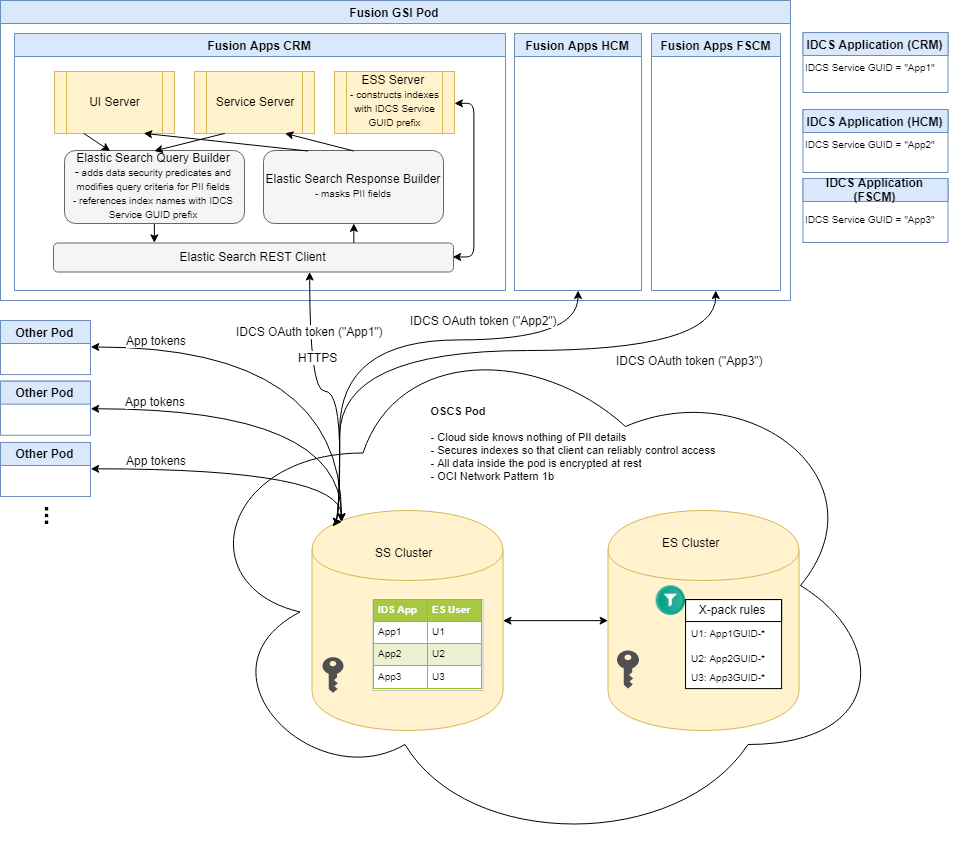 Fusion GSI Pod
Fusion Apps CRM
UI Server
Service Server
ESS Server
- constructs indexes
with IDCS Service
GUID prefix
Elastic Search Query Builder
- adds data security predicates and
modifies query criteria for PII fields
- references index names with IDCS
Service GUID prefix
Elastic Search Response Builder
- masks PII fields
Elastic Search REST Client
Fusion Apps HCM
Fusion Apps FSCM
IDCS Application (CRM)
IDCS Service GUID = "App1"
IDCS Application (HCM)
IDCS Service GUID = "App2"
IDCS Application
(FSCM)
IDCS Service GUID = "App3"
IDCS OAuth token ("App1")
HTTPS
IDCS OAuth token ("App2")
IDCS OAuth token ("App3")
Other Pod
App tokens
Other Pod
App tokens
Other Pod
App tokens
OSCS Pod
- Cloud side knows nothing of PII details
- Secures indexes so that client can reliably control access
- All data inside the pod is encrypted at rest
- OCI Network Pattern 1b
SS Cluster
IDS App ES User
App1 U1
App2 U2
App3 U3
ES Cluster
X-pack rules
U1: App1GUID-*
U2: App2GUID-*
U3: App3GUID-*